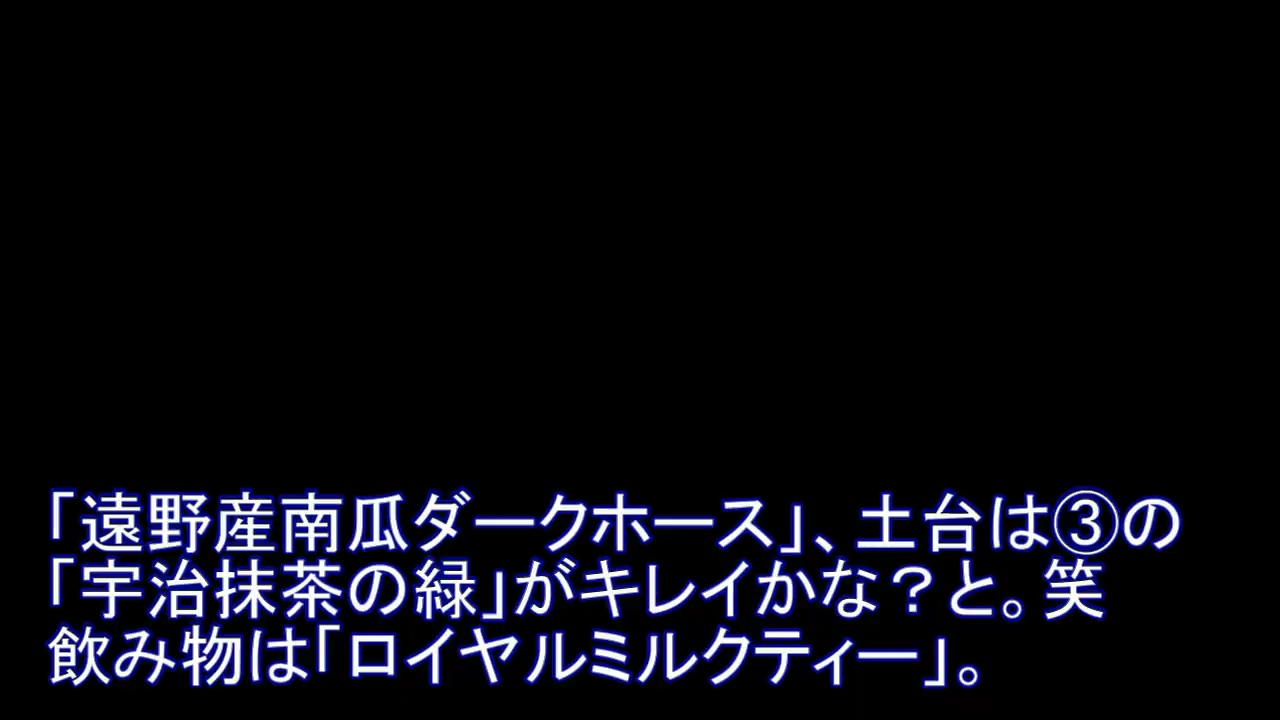 「遠野産南瓜ダークホース」、土台は③の
「宇治抹茶の緑」がキレイかな？と。笑
飲み物は「ロイヤルミルクティー」。